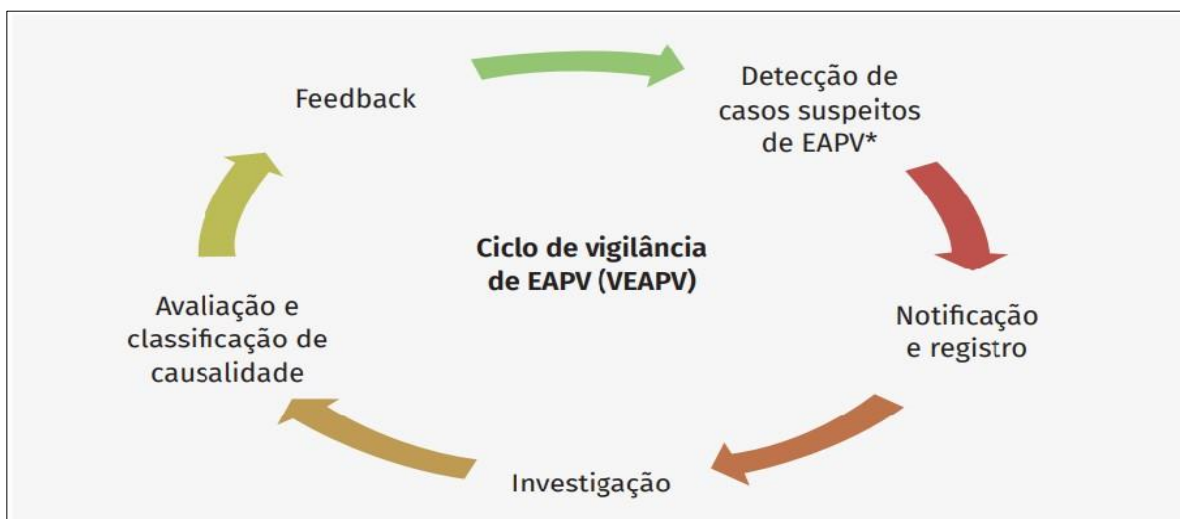 Feedback
Detecção de
casos suspeitos
de EAPV*
Ciclo de vigilância
de EAPV (VEAPV)
Notificação
e registro
Avaliação e
classificação de
causalidade
Investigação